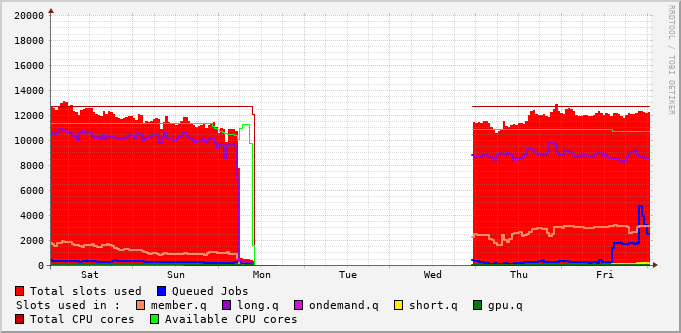 RRDTOOL / TOBI OETIKER
20000
18000
16000
14000
12000
10000
8000
6000
4000
2000
0
Sat Sun Mon Tue Wed Thu Fri
Total slots used Queued Jobs
Slots used in : member.q long.q ondemand.q short.q gpu.q
Total CPU cores Available CPU cores